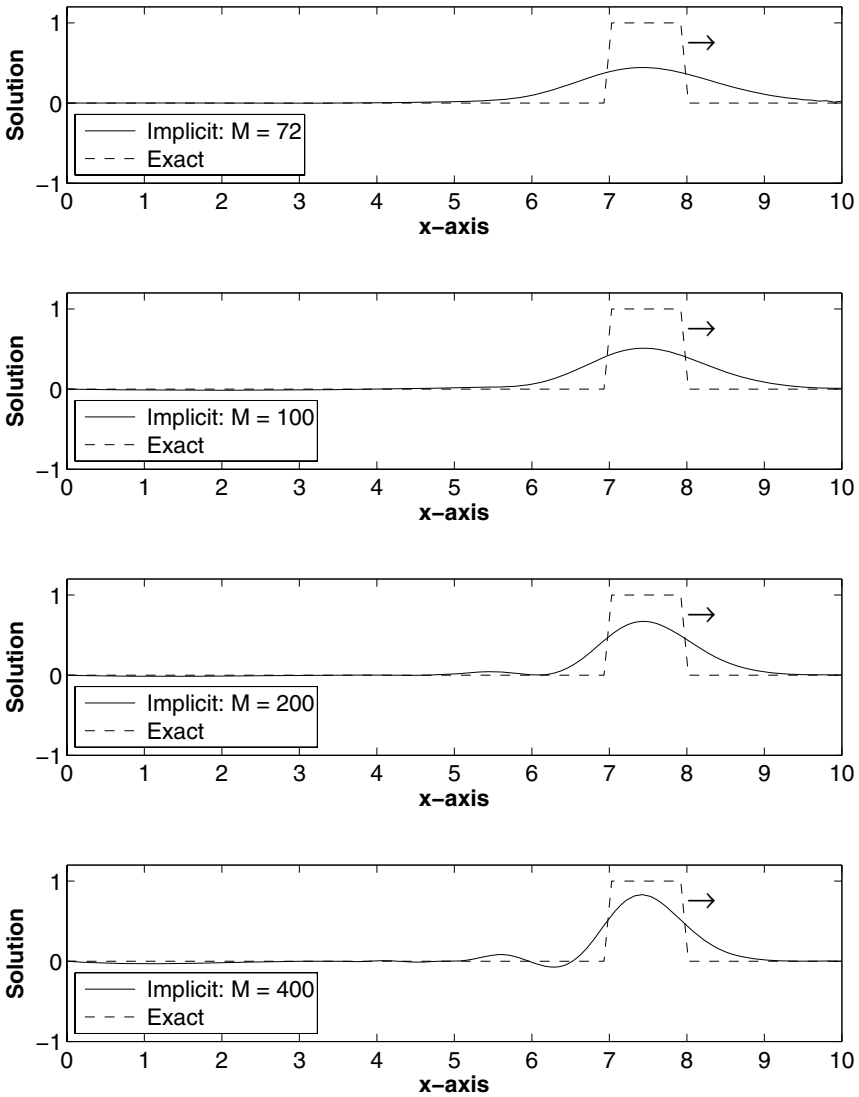 1
0
−1
Solution
Implicit: M = 72
Exact
0 1 2 3 4 5 6 7 8 9 10
x−axis
1
0
−1
Solution
Implicit: M = 100
Exact
0 1 2 3 4 5 6 7 8 9 10
x−axis
1
0
−1
Solution
Implicit: M = 200
Exact
0 1 2 3 4 5 6 7 8 9 10
x−axis
1
0
−1
Solution
Implicit: M = 400
Exact
0 1 2 3 4 5 6 7 8 9 10
x−axis